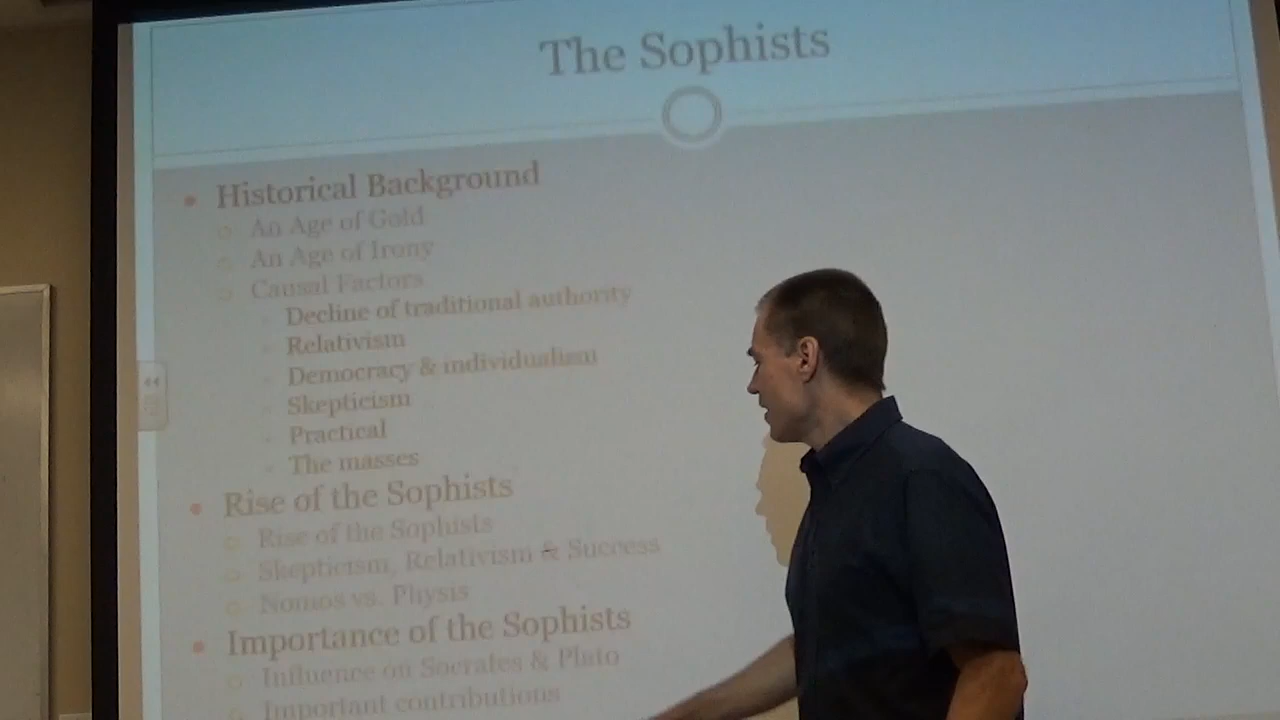 The Sophists
Historical Background
An Age of Gold
An Age of Irony
Causal Factors
Decline of traditional authority
Relativism
Democracy & individualism
Skepticism
Practical
The masses
Rise of the Sophists
Rise of the Sophists
Skepticism, Relativism & Success
Nomos vs. Physis
Importance of the Sophists
Influence on Socrates & Plato
Important contributions